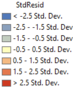 StdResid
< -2.5 Std. Dev.
-2.5 - -1.5 Std. Dev.
-1.5 - -0.5 Std. Dev.
-0.5 - 0.5 Std. Dev.
0.5 - 1.5 Std. Dev.
1.5 - 2.5 Std. Dev.
> 2.5 Std. Dev.